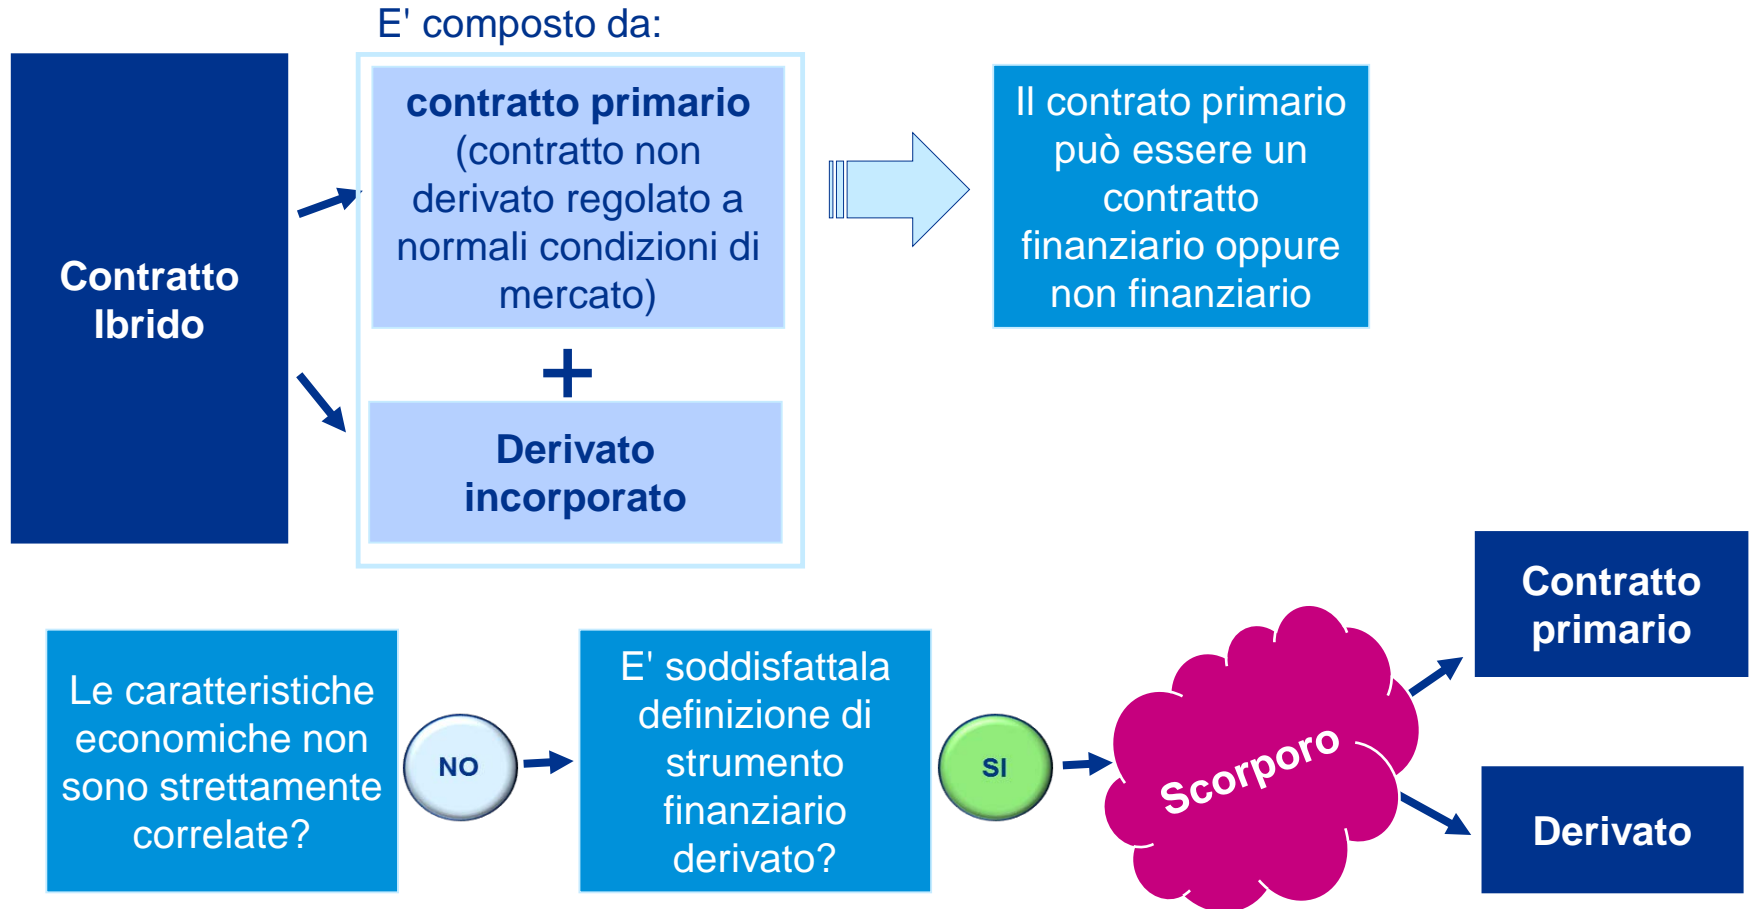 E' composto da:
Contratto
Ibrido
contratto primario
(contratto non
derivato regolato a
normali condizioni di
mercato)
+
Derivato
incorporato
Il contrato primario
può essere un
contratto
finanziario oppure
non finanziario
Le caratteristiche
economiche non
sono strettamente
correlate?
NO
E' soddisfattala
definizione di
strumento
finanziario
derivato?
SI
Scorporo
Contratto
primario
Derivato